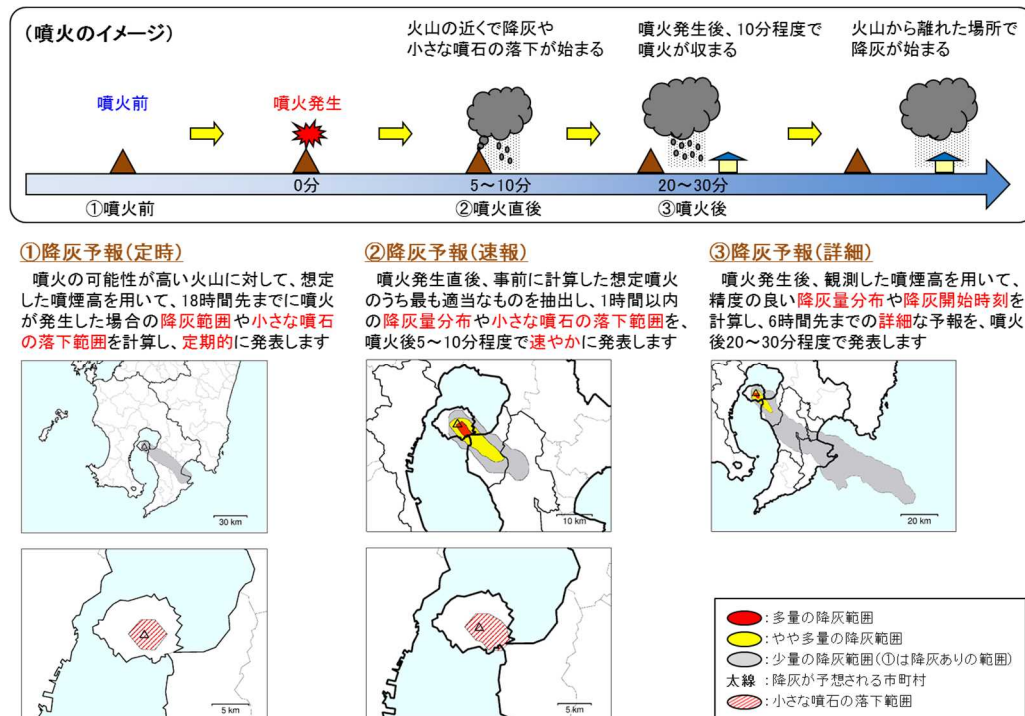 (噴火のイメージ)
火山の近くで降灰や
小さな噴石の落下が始まる
噴火発生後、10分程度で
噴火が収まる
火山から離れた場所で
降灰が始まる
噴火前
噴火発生
0分
5～10分
20～30分
①噴火前
②噴火直後
③噴火後
①降灰予報(定時)
噴火の可能性が高い火山に対して、想定
した噴煙高を用いて、18時間先までに噴火
が発生した場合の降灰範囲や小さな噴石
の落下範囲を計算し、定期的に発表します
30 km
5 km
②降灰予報(速報)
噴火発生直後、事前に計算した想定噴火
のうち最も適当なものを抽出し、1時間以内
の降灰量分布や小さな噴石の落下範囲を、
噴火後5～10分程度で速やかに発表します
10 km
5 km
③降灰予報(詳細)
噴火発生後、観測した噴煙高を用いて、
精度の良い降灰量分布や降灰開始時刻を
計算し、6時間先までの詳細な予報を、噴火
後20～30分程度で発表します
20 km
:多量の降灰範囲
:やや多量の降灰範囲
:少量の降灰範囲(①は降灰ありの範囲)
太線:降灰が予想される市町村
:小さな噴石の落下範囲